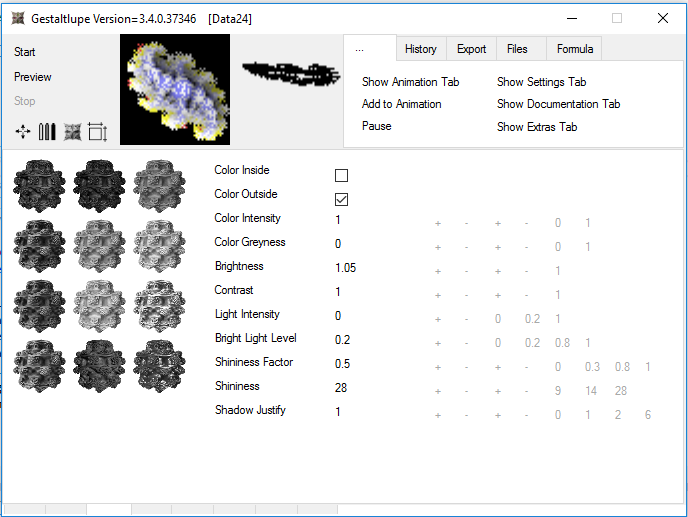 Gestaltlupe Version=3.4.0.37346 [Data24]
Start
Preview
Stop
... History Export Files Formula
Show Animation Tab Show Settings Tab
Add to Animation Show Documentation Tab
Pause Show Extras Tab
Color Inside
Color Outside
Color Intensity 1 + - + - 0 1
Color Greyness 0 + - + - 0 1
Brightness 1.05 + - + - 1
Contrast 1 + - + - 1
Light Intensity 0 + - 0 0.2 1
Bright Light Level 0.2 + - 0 0.2 0.8 1
Shininess Factor 0.5 + - + - 0 0.3 0.8 1
Shininess 28 + - + - 9 14 28
Shadow Justify 1 + - + - 0 1 2 6